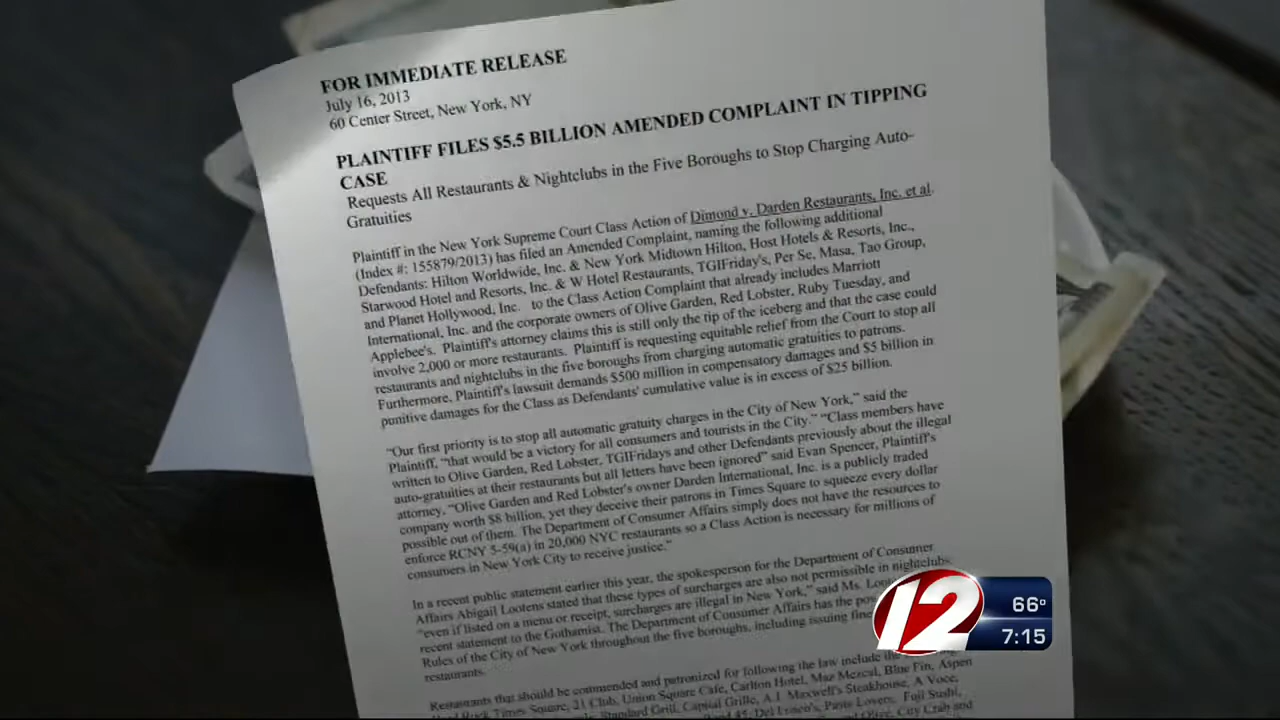 FOR IMMEDIATE RELEASE
July 16, 2013
60 Center Street, New York, NY
PLAINTIFF FILES $5.5 BILLION AMENDED COMPLAINT IN TIPPING
CASE
Requests All Restaurants & Nightclubs in the Five Boroughs to Stop Charging Auto-
Gratuities
Plaintiff in the New York Supreme Court Class Action of Dimond v. Darden Restaurants, Inc. et al.
(Index #: 155879/2013) has filed an Amended Complaint, naming the following additional
Defendants: Hilton Worldwide, Inc. & New York Midtown Hilton, Host Hotels & Resorts, Inc.,
Starwood Hotel and Resorts, Inc. & W Hotel Restaurants, TGIFriday's, Per Se, Masa, Tao Group,
and Planet Hollywood, Inc. to the Class Action Complaint that already includes Marriott
International, Inc. and the corporate owners of Olive Garden, Red Lobster, Ruby Tuesday, and
Applebee's. Plaintiff's attorney claims this is still only the tip of the iceberg and that the case could
involve 2,000 or more restaurants. Plaintiff is requesting equitable relief from the Court to stop all
restaurants and nightclubs in the five boroughs from charging automatic gratuities to patrons.
Furthermore, Plaintiff's lawsuit demands $500 million in compensatory damages and $5 billion in
punitive damages for the Class as Defendants' cumulative value is in excess of $25 billion.
"Our first priority is to stop all automatic gratuity charges in the City of New York," said the
Plaintiff, "that would be a victory for all consumers and tourists in the City." "Class members have
written to Olive Garden, Red Lobster, TGIFridays and other Defendants previously about the illegal
auto-gratuities at their restaurants but all letters have been ignored" said Evan Spencer, Plaintiff's
attorney. "Olive Garden and Red Lobster's owner Darden International, Inc. is a publicly traded
company worth $8 billion, yet they deceive their patrons in Times Square to squeeze every dollar
possible out of them. The Department of Consumer Affairs simply does not have the resources to
enforce RCNY 5-59(a) in 20,000 NYC restaurants so a Class Action is necessary for millions of
consumers in New York City to receive justice."
In a recent public statement earlier this year, the spokesperson for the Department of Consumer
Affairs Abigail Lootens stated that these types of surcharges are also not permissible in nightclubs,
"even if listed on a menu or receipt, surcharges are illegal in New York," said Ms.
recent statement to the Gothamist. The Department of Consumer Affairs has the
Rules of the City of New York throughout the five boroughs, including issuing
restaurants.
Restaurants that should be commended and patronized for following the law include
Times Square, 21 Club, Union Square Cafe, Carlton Hotel, Maz Mezcal, Blue Fin, Aspen
Standard Grill, Capital Grille, A.J. Maxwell's Steakhouse, A Voce,
Pasta Lovers, Fuji Sushi,
12
66°
7:15